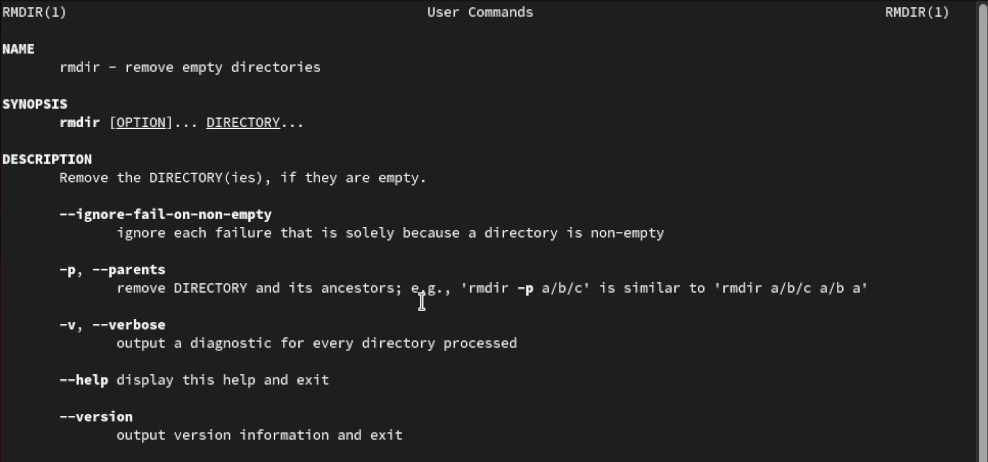 RMDIR(1) User Commands RMDIR(1)
NAME
rmdir - remove empty directories
SYNOPSIS
rmdir [OPTION]... DIRECTORY...
DESCRIPTION
Remove the DIRECTORY(ies), if they are empty.
--ignore-fail-on-non-empty
ignore each failure that is solely because a directory is non-empty
-p, --parents
remove DIRECTORY and its ancestors; e.g., 'rmdir -p a/b/c' is similar to 'rmdir a/b/c a/b a'
-v, --verbose
output a diagnostic for every directory processed
--help display this help and exit
--version
output version information and exit